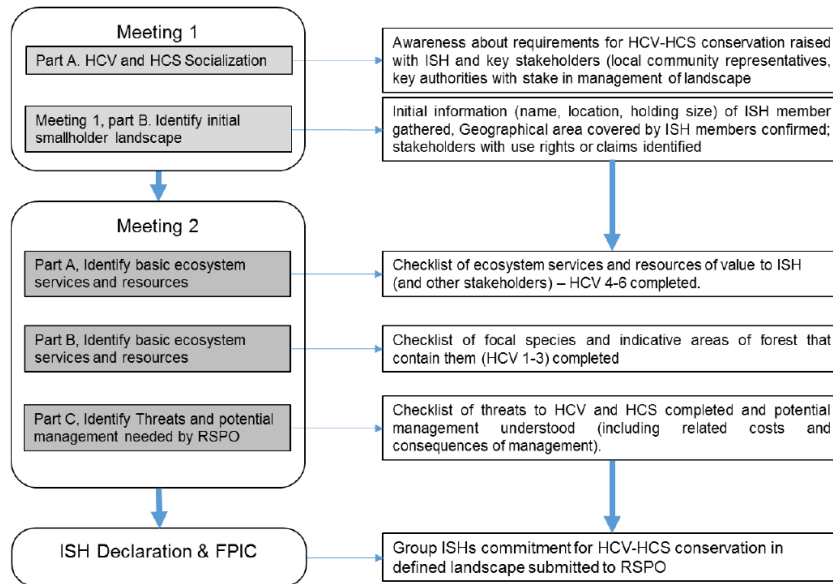 Meeting 1
Part A. HCV and HCS Socialization
Awareness about requirements for HCV-HCS conservation raised
with ISH and key stakeholders (local community representatives,
key authorities with stake in management of landscape
Meeting 1, part B. Identify initial
smallholder landscape
Initial information (name, location, holding size) of ISH member
gathered, Geographical area covered by ISH members confirmed;
stakeholders with use rights or claims identified
Meeting 2
Part A, Identify basic ecosystem
services and resources
Checklist of ecosystem services and resources of value to ISH
(and other stakeholders) – HCV 4-6 completed.
Part B, Identify basic ecosystem
services and resources
Checklist of focal species and indicative areas of forest that
contain them (HCV 1-3) completed
Part C, Identify Threats and potential
management needed by RSPO
Checklist of threats to HCV and HCS completed and potential
management understood (including related costs and
consequences of management).
ISH Declaration & FPIC
Group ISHs commitment for HCV-HCS conservation in
defined landscape submitted to RSPO